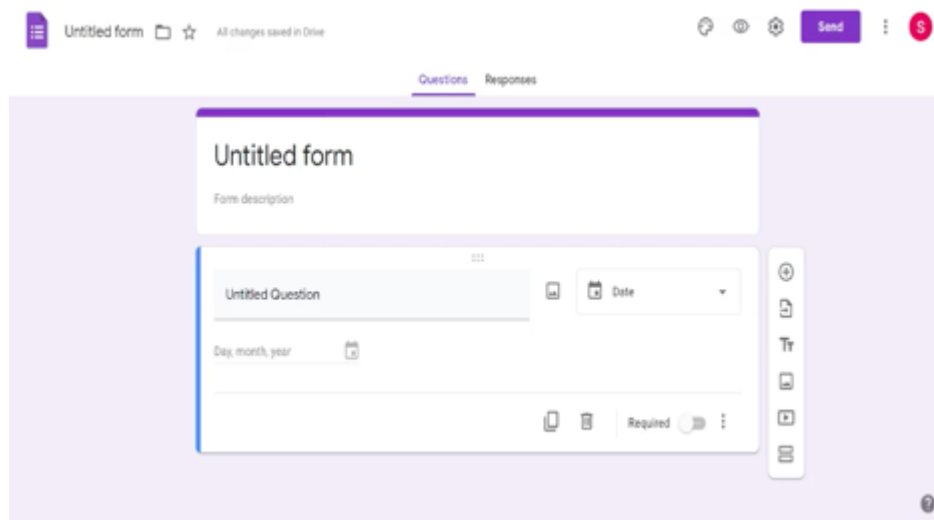 Untitled form All changes saved in Drive Send S
Questions Responses
Untitled form
Form description
Untitled Question Date
Day, month, year
Tт
Required
?